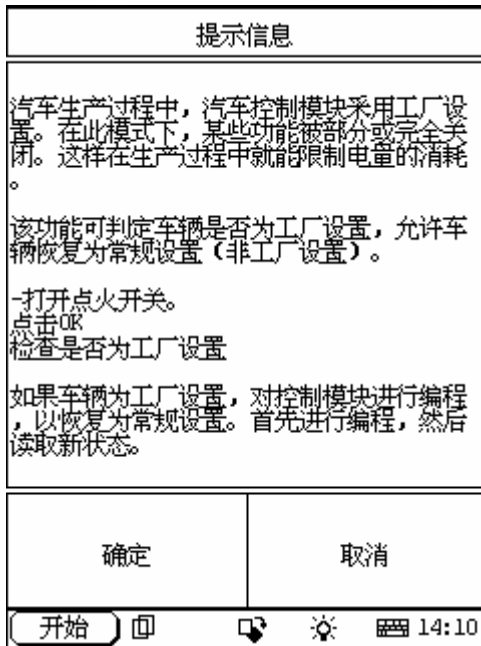 提示信息
汽车生产过程中，汽车控制模块采用工厂设
置。在此模式下，某些功能被部分或完全关
闭。这样在生产过程中就能限制电量的消耗
。
该功能可判定车辆是否为工厂设置，允许车
辆恢复为常规设置（非工厂设置）。
-打开点火开关。
点击OK
检查是否为工厂设置
如果车辆为工厂设置，对控制模块进行编程
，以恢复为常规设置。首先进行编程，然后
读取新状态。
确定
取消
开始
14:10